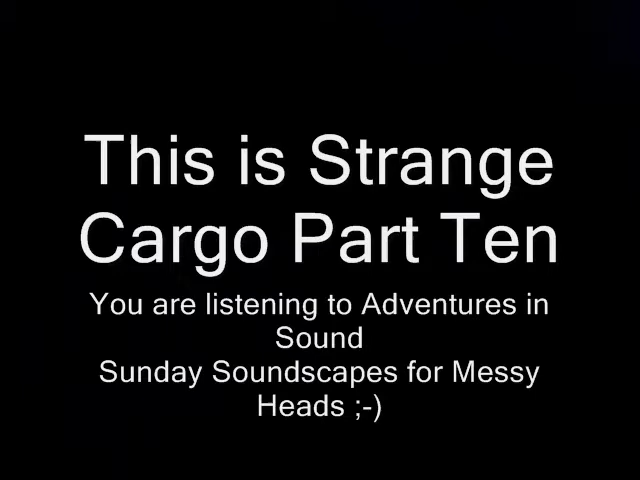 This is Strange
Cargo Part Ten
You are listening to Adventures in
Sound
Sunday Soundscapes for Messy
Heads ;-)